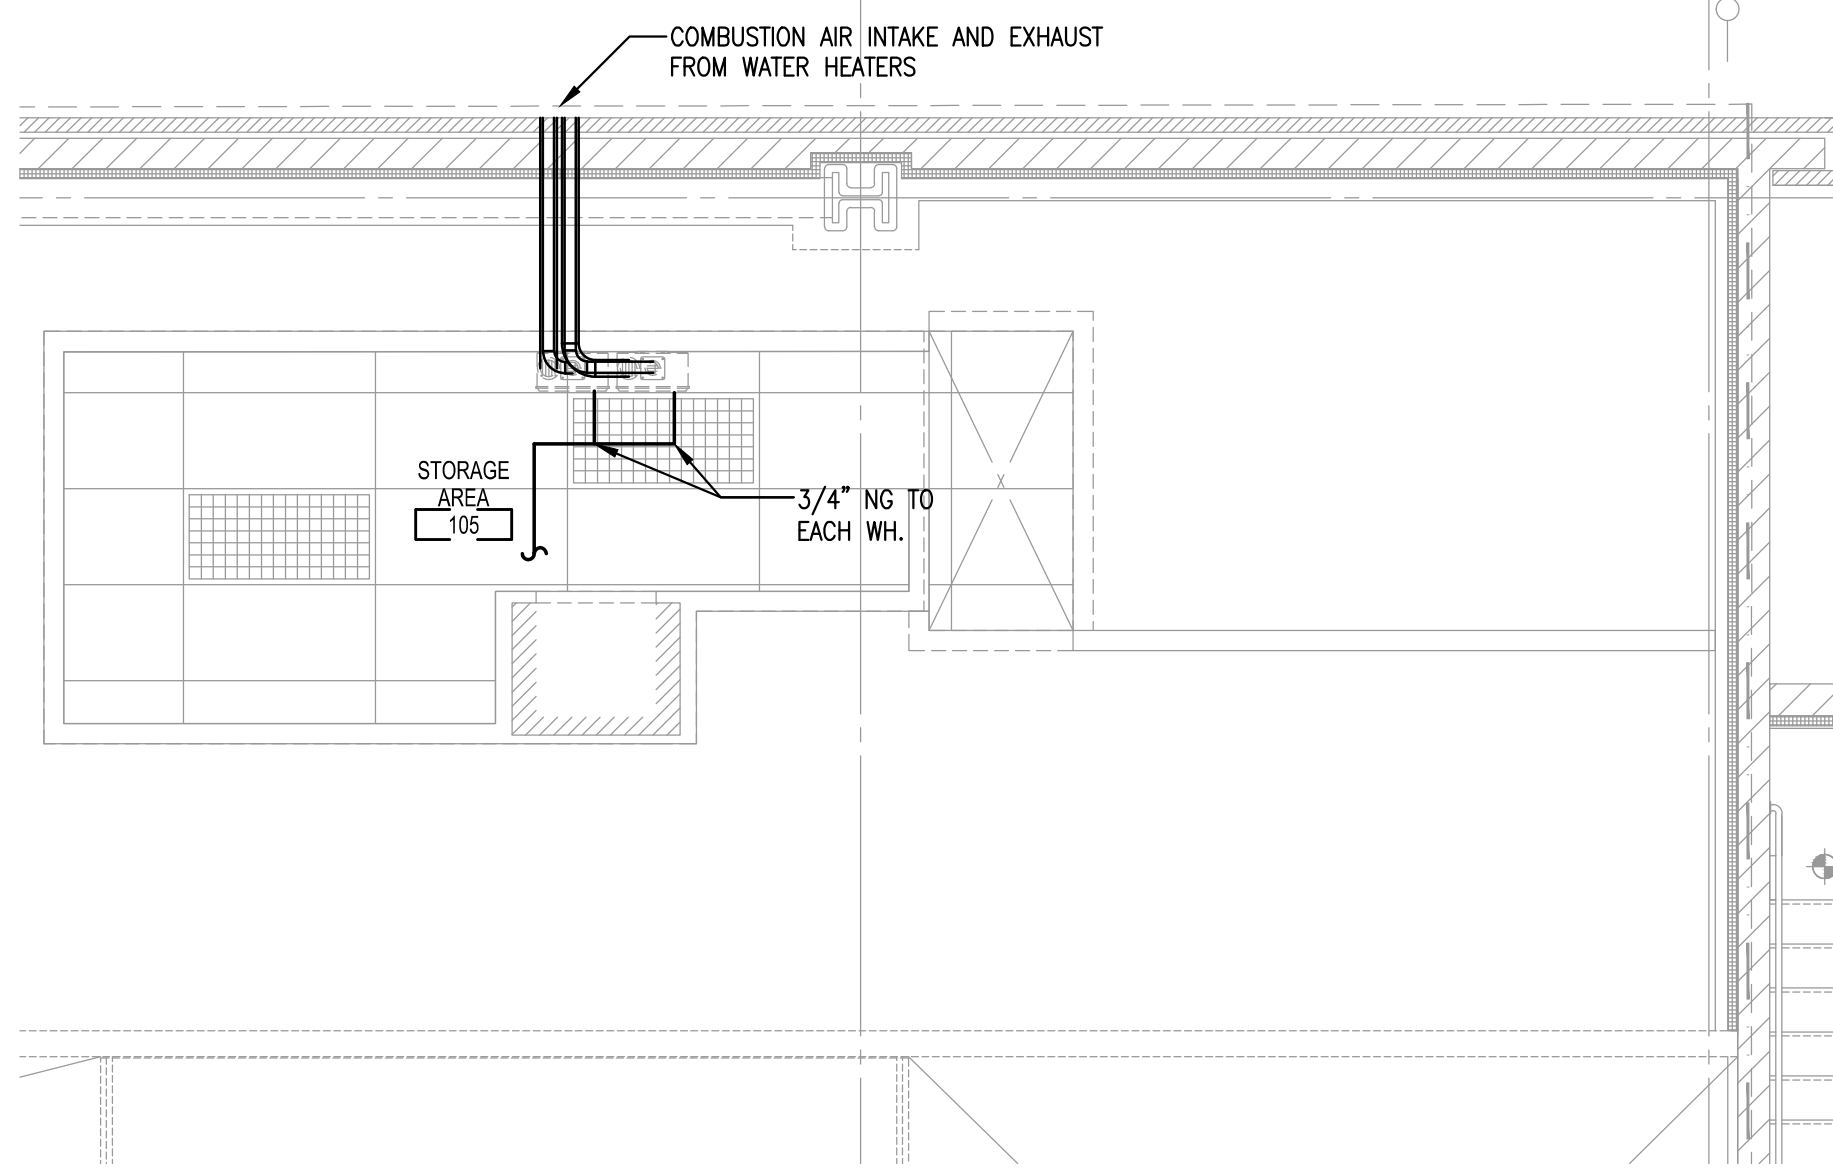 COMBUSTION AIR INTAKE AND EXHAUST
FROM WATER HEATERS
STORAGE
AREA
105
3/4" NG TO
EACH WH.